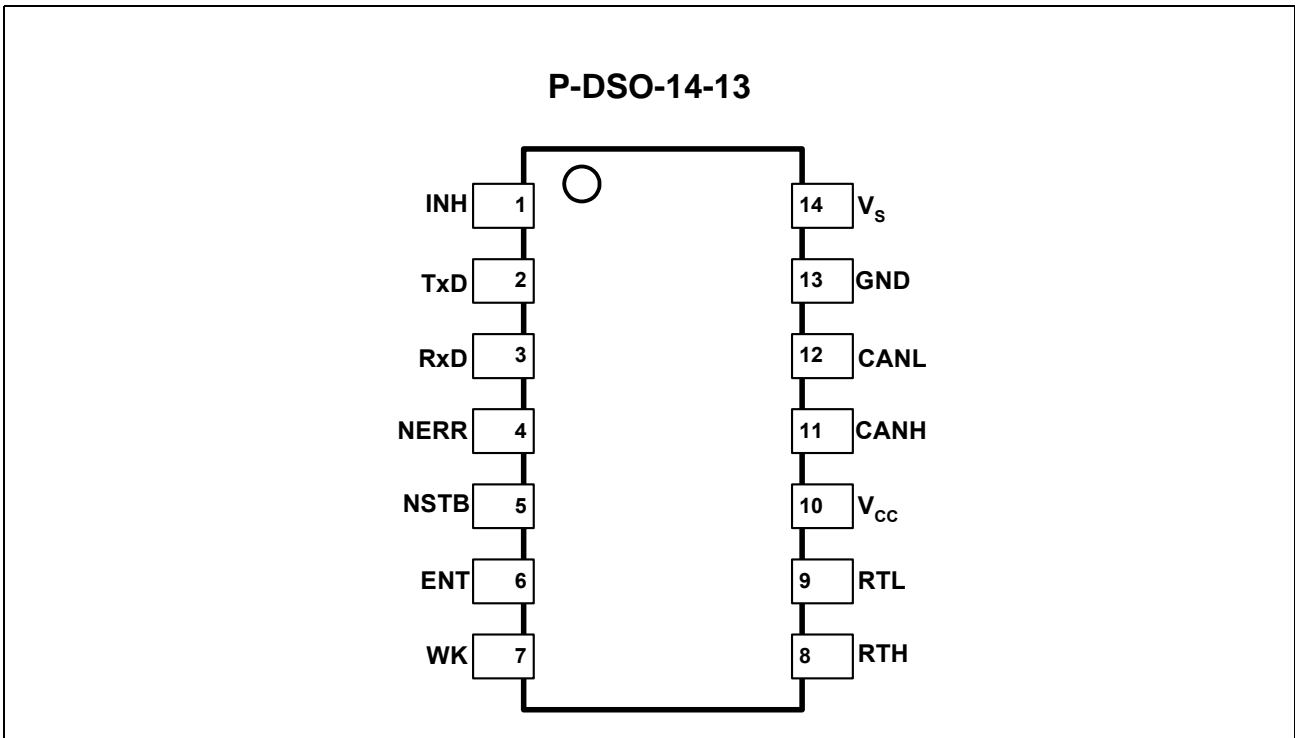 P-DSO-14-13
INH 1 14 VS
TxD 2 13 GND
RxD 3 12 CANL
NERR 4 11 CANH
NSTB 5 10 VCC
ENT 6 9 RTL
WK 7 8 RTH